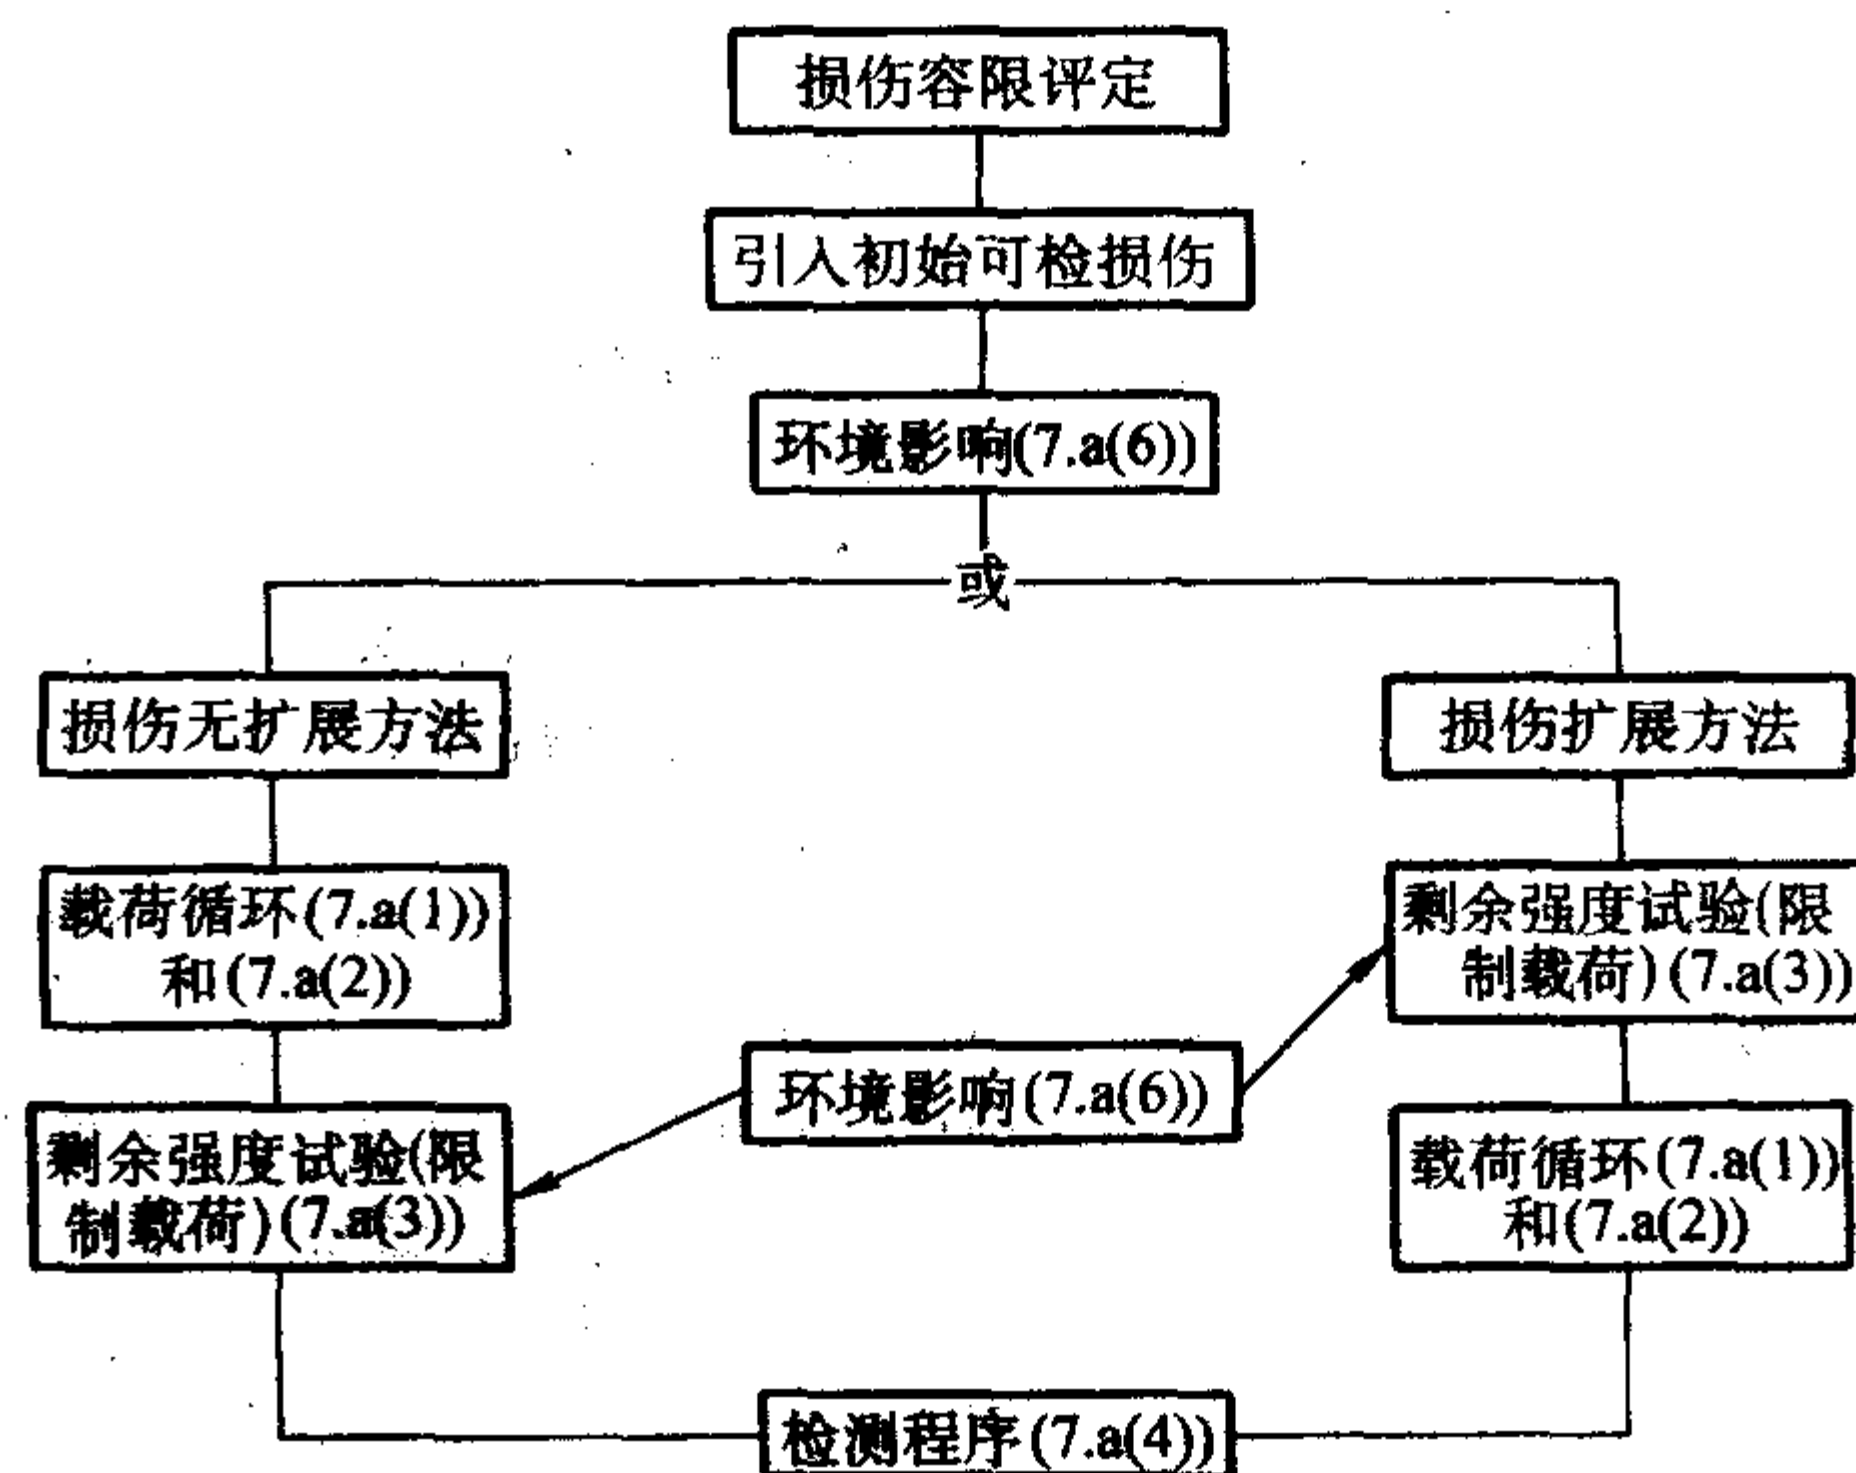 损伤容限评定
引入初始可检损伤
环境影响(7.a(6))
或
损伤无扩展方法
损伤扩展方法
载荷循环(7.a(1))
和(7.a(2))
剩余强度试验(限
制载荷)(7.a(3))
环境影响(7.a(6))
剩余强度试验(限
制载荷)(7.a(3))
载荷循环(7.a(1))
和(7.a(2))
检测程序(7.a(4))